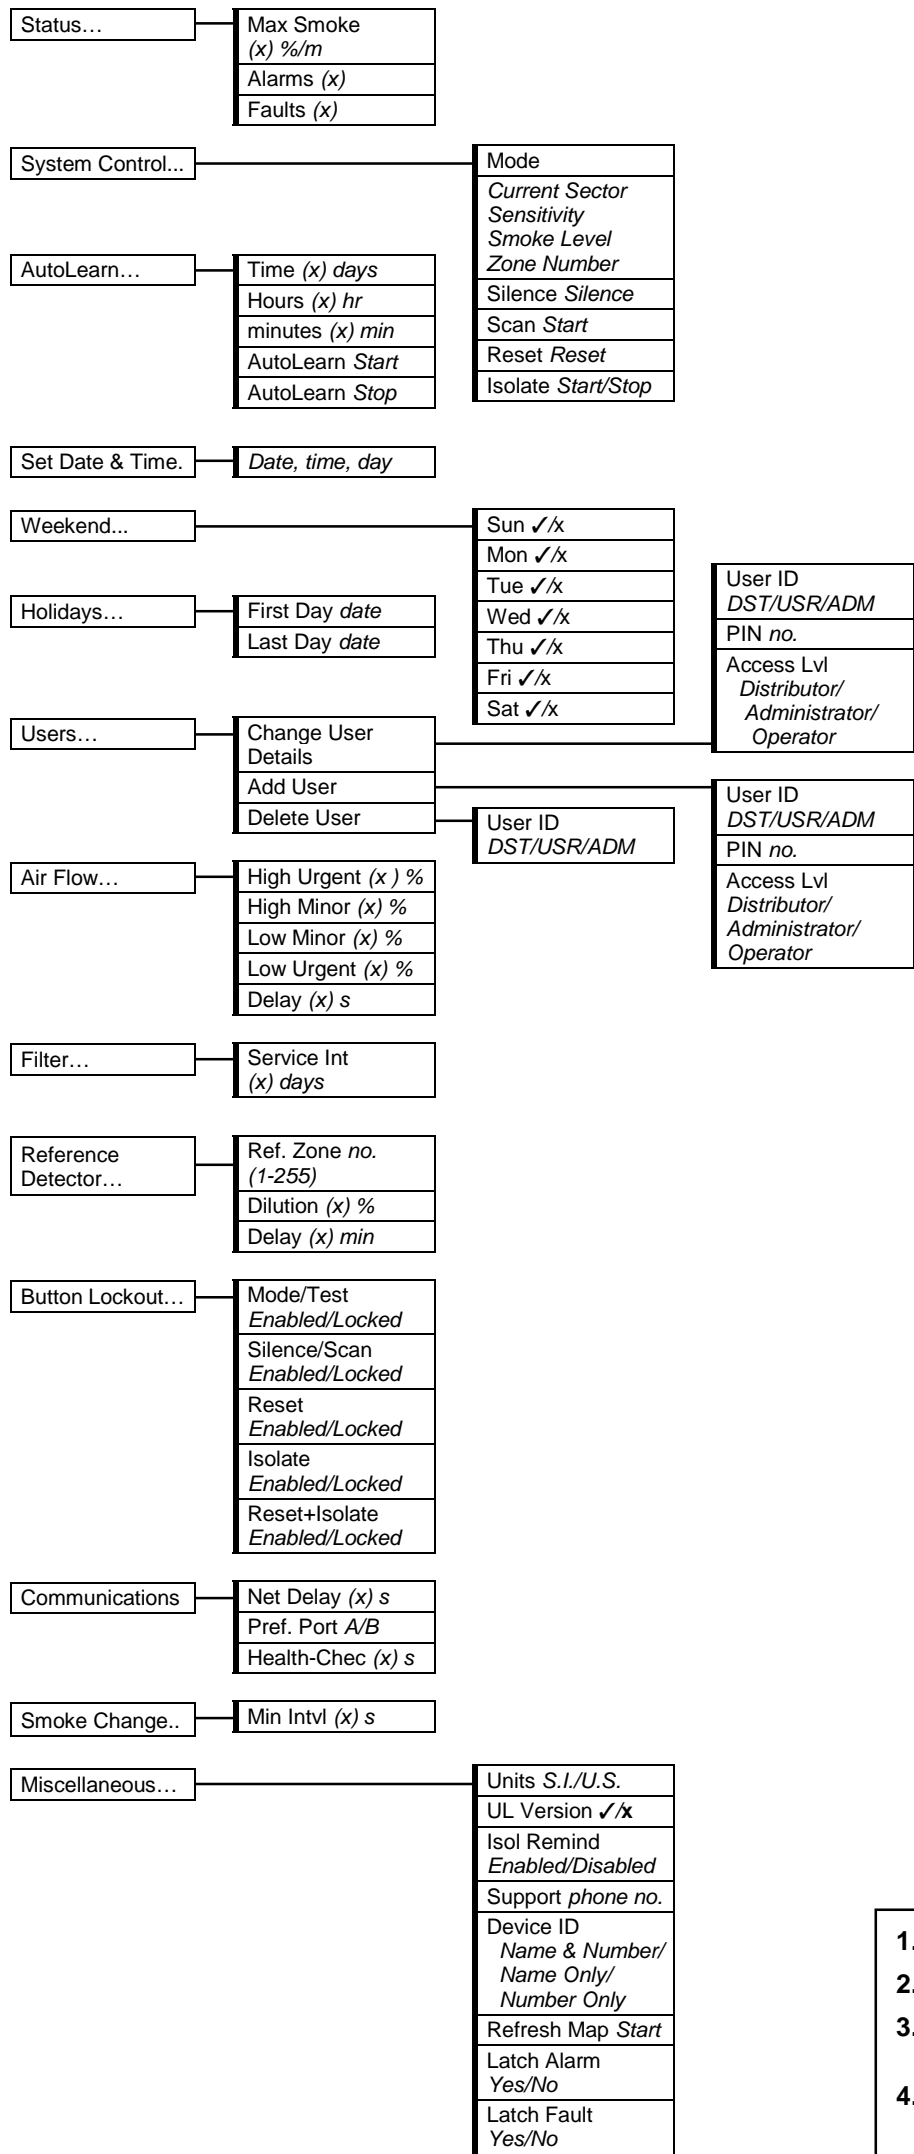 Status…
Max Smoke
(x) %/m
Alarms (x)
Faults (x)
System Control...
Mode
Current Sector
Sensitivity
Smoke Level
Zone Number
Silence Silence
Scan Start
Reset Reset
Isolate Start/Stop
AutoLearn…
Time (x) days
Hours (x) hr
minutes (x) min
AutoLearn Start
AutoLearn Stop
Set Date & Time.
Date, time, day
Weekend...
Sun ✓/x
Mon ✓/x
Tue ✓/x
Wed ✓/x
Thu ✓/x
Fri ✓/x
Sat ✓/x
Holidays…
First Day date
Last Day date
Users…
Change User
Details
Add User
Delete User
User ID
DST/USR/ADM
PIN no.
Access Lvl
Distributor/
Administrator/
Operator
User ID
DST/USR/ADM
User ID
DST/USR/ADM
PIN no.
Access Lvl
Distributor/
Administrator/
Operator
Air Flow…
High Urgent (x ) %
High Minor (x) %
Low Minor (x) %
Low Urgent (x) %
Delay (x) s
Filter…
Service Int
(x) days
Reference
Detector…
Ref. Zone no.
(1-255)
Dilution (x) %
Delay (x) min
Button Lockout…
Mode/Test
Enabled/Locked
Silence/Scan
Enabled/Locked
Reset
Enabled/Locked
Isolate
Enabled/Locked
Reset+Isolate
Enabled/Locked
Communications
Net Delay (x) s
Pref. Port A/B
Health-Chec (x) s
Smoke Change..
Min Intvl (x) s
Miscellaneous…
Units S.I./U.S.
UL Version ✓/x
Isol Remind
Enabled/Disabled
Support phone no.
Device ID
Name & Number/
Name Only/
Number Only
Refresh Map Start
Latch Alarm
Yes/No
Latch Fault
Yes/No
1.
2.
3.
4.